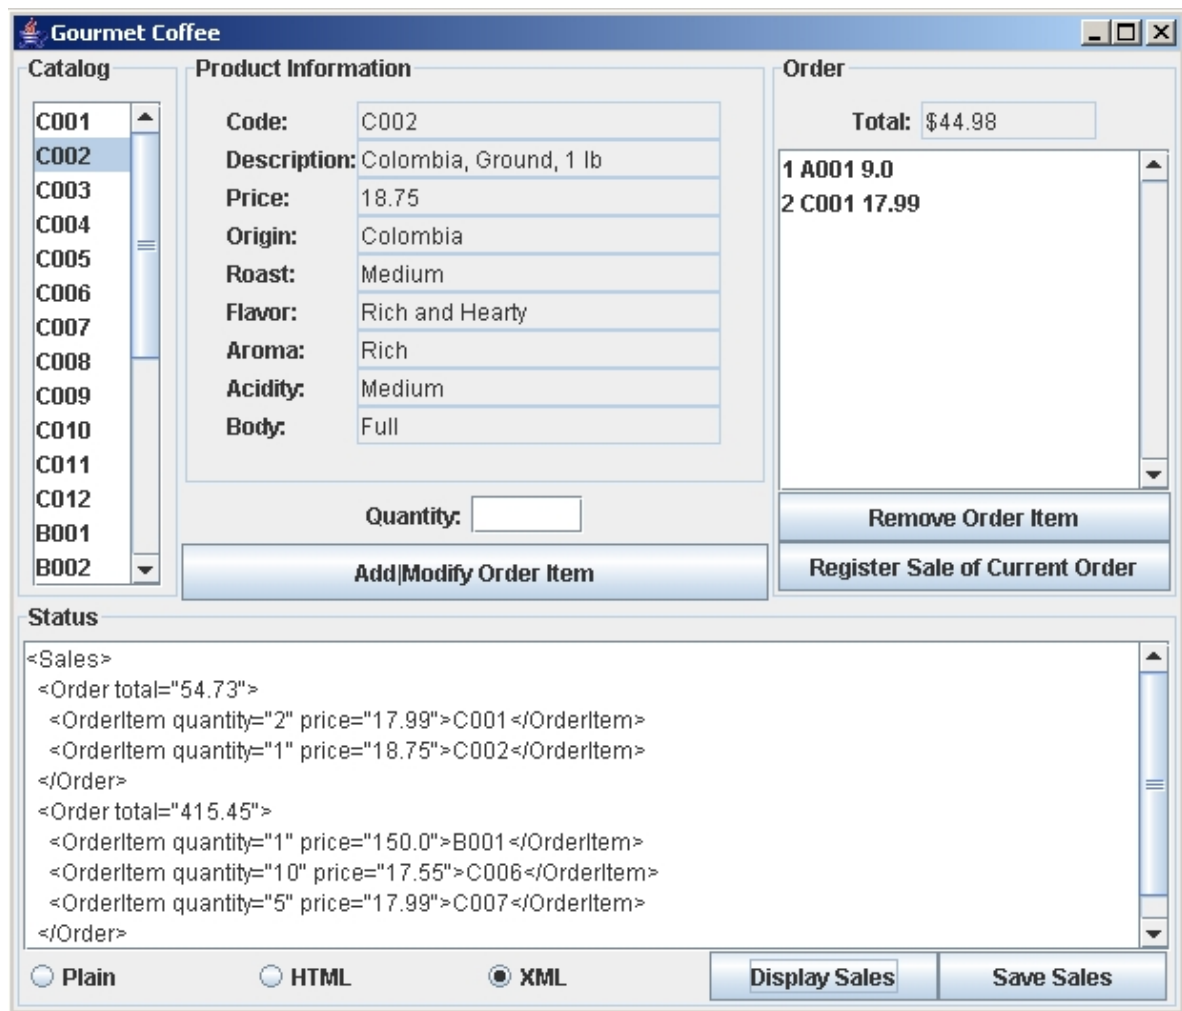 Gourmet Coffee
Catalog
C001
C002
C003
C004
C005
C006
C007
C008
C009
C010
C011
C012
B001
B002
Product Information
Code: C002
Description: Colombia, Ground, 1 lb
Price: 18.75
Origin: Colombia
Roast: Medium
Flavor: Rich and Hearty
Aroma: Rich
Acidity: Medium
Body: Full
Quantity:
Add|Modify Order Item
Order
Total: $44.98
1 A001 9.0
2 C001 17.99
Remove Order Item
Register Sale of Current Order
Status
<Sales>
<Order total="54.73">
<OrderItem quantity="2" price="17.99">C001</OrderItem>
<OrderItem quantity="1" price="18.75">C002</OrderItem>
</Order>
<Order total="415.45">
<OrderItem quantity="1" price="150.0">B001</OrderItem>
<OrderItem quantity="10" price="17.55">C006</OrderItem>
<OrderItem quantity="5" price="17.99">C007</OrderItem>
</Order>
Plain
HTML
XML
Display Sales
Save Sales